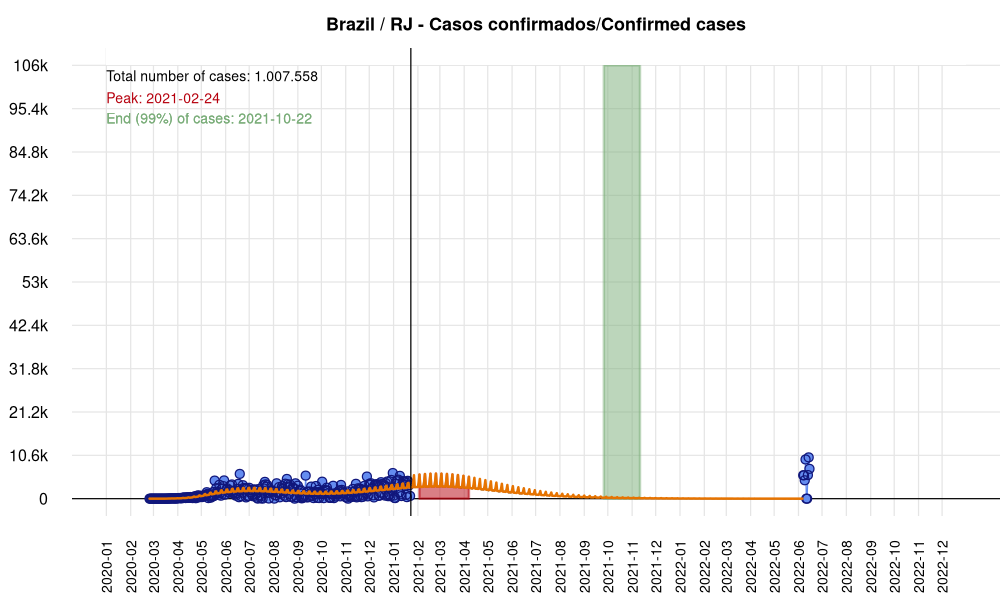 Brazil / RJ - Casos confirmados/Confirmed cases
Total number of cases: 1.007.558
Peak: 2021-02-24
End (99%) of cases: 2021-10-22
106k
95.4k
84.8k
74.2k
63.6k
53k
42.4k
31.8k
21.2k
10.6k
0
2020-01
2020-02
2020-03
2020-04
2020-05
2020-06
2020-07
2020-08
2020-09
2020-10
2020-11
2020-12
2021-01
2021-02
2021-03
2021-04
2021-05
2021-06
2021-07
2021-08
2021-09
2021-10
2021-11
2021-12
2022-02
2022-03
2022-04
2022-05
2022-06
2022-07
2022-08
2022-09
2022-10
2022-11
2022-12